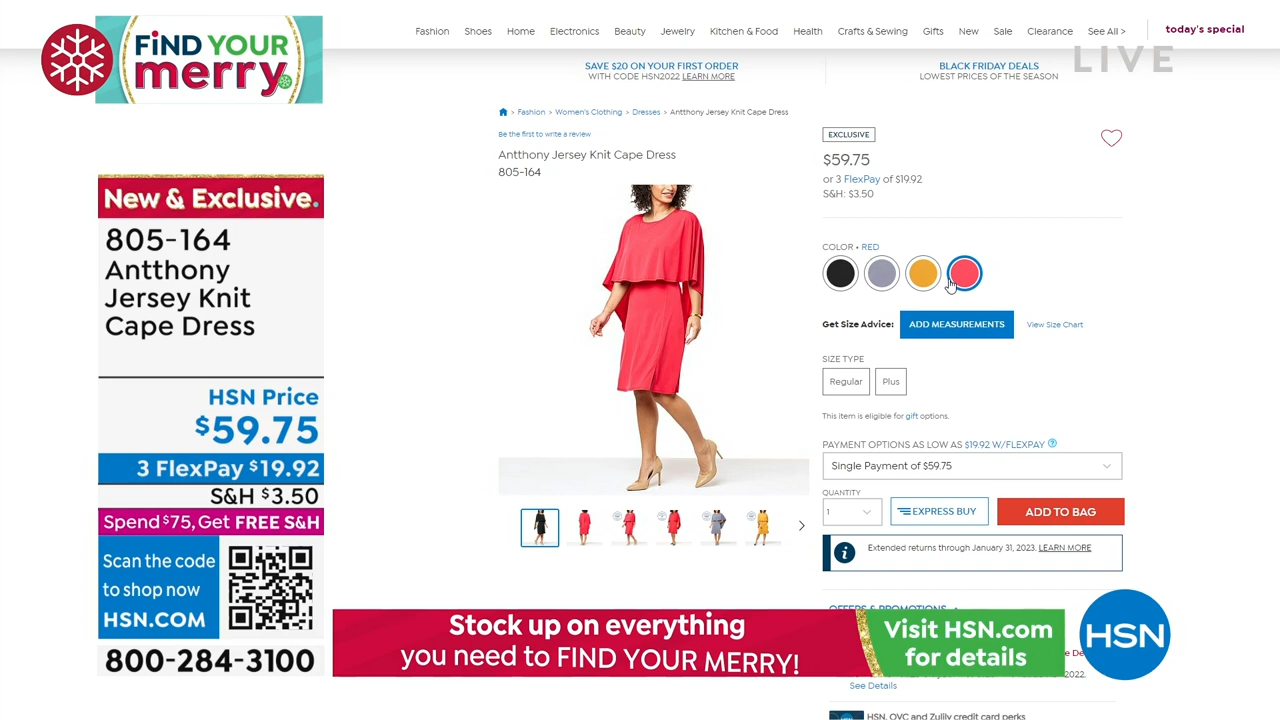 FiND YOUR
merry
Fashion Shoes Home Electronics Beauty Jewelry Kitchen & Food Health Crafts & Sewing Gifts New Sale Clearance See All > today's special
LIVE
SAVE $20 ON YOUR FIRST ORDER
WITH CODE HSN2022 LEARN MORE
BLACK FRIDAY DEALS
LOWEST PRICES OF THE SEASON
> Fashion > Women's Clothing > Dresses > Antthony Jersey Knit Cape Dress
Be the first to write a review
Antthony Jersey Knit Cape Dress
805-164
EXCLUSIVE
$59.75
or 3 FlexPay of $19.92
S&H: $3.50
COLOR • RED
Get Size Advice: ADD MEASUREMENTS View Size Chart
SIZE TYPE
Regular Plus
This item is eligible for gift options.
PAYMENT OPTIONS AS LOW AS $19.92 W/FLEXPAY ?
Single Payment of $59.75
QUANTITY
1 EXPRESS BUY ADD TO BAG
Extended returns through January 31, 2023. LEARN MORE
OFFERS & PROMOTIONS
2022.
See Details
HSN, QVC and Zulily credit card perks
New & Exclusive.
805-164
Antthony
Jersey Knit
Cape Dress
HSN Price
$59.75
3 FlexPay $19.92
S&H $3.50
Spend $75, Get FREE S&H
Scan the code
to shop now
HSN.COM
800-284-3100
Stock up on everything
you need to FIND YOUR MERRY!
Visit HSN.com
for details
HSN